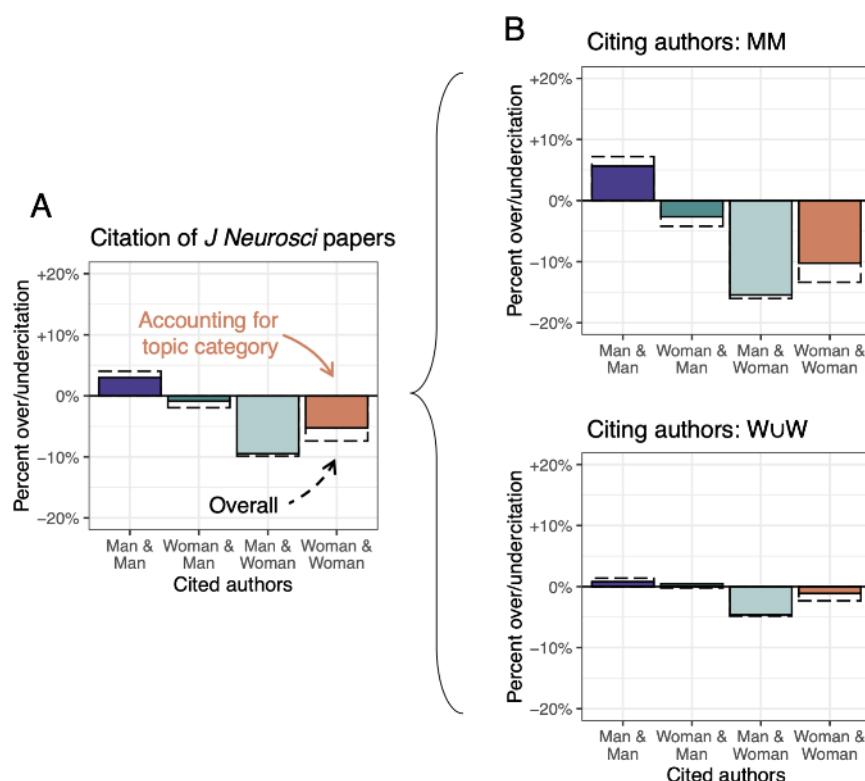 A
Citation of J Neurosci papers
Percent over/undercitation
+20%
+10%
0%
−10%
−20%
Accounting for
topic category
Overall
Man & Woman & Man & Woman &
Man Man Woman Woman
Cited authors
B
Citing authors: MM
Percent over/undercitation
+20%
+10%
0%
−10%
−20%
Man & Woman & Man & Woman &
Man Man Woman Woman
Citing authors: W∪W
Percent over/undercitation
+20%
+10%
0%
−10%
−20%
Man & Woman & Man & Woman &
Man Man Woman Woman
Cited authors